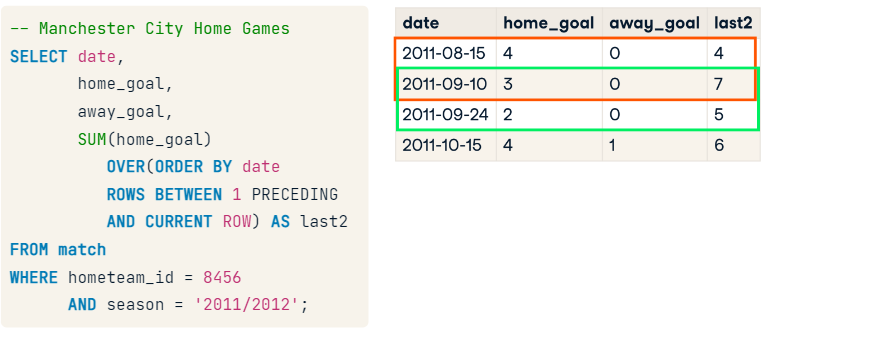 -- Manchester City Home Games
SELECT date,
home_goal,
away_goal,
SUM(home_goal)
OVER(ORDER BY date
ROWS BETWEEN 1 PRECEDING
AND CURRENT ROW) AS last2
FROM match
WHERE hometeam_id = 8456
AND season = '2011/2012';
date home_goal away_goal last2
2011-08-15 4 0 4
2011-09-10 3 0 7
2011-09-24 2 0 5
2011-10-15 4 1 6